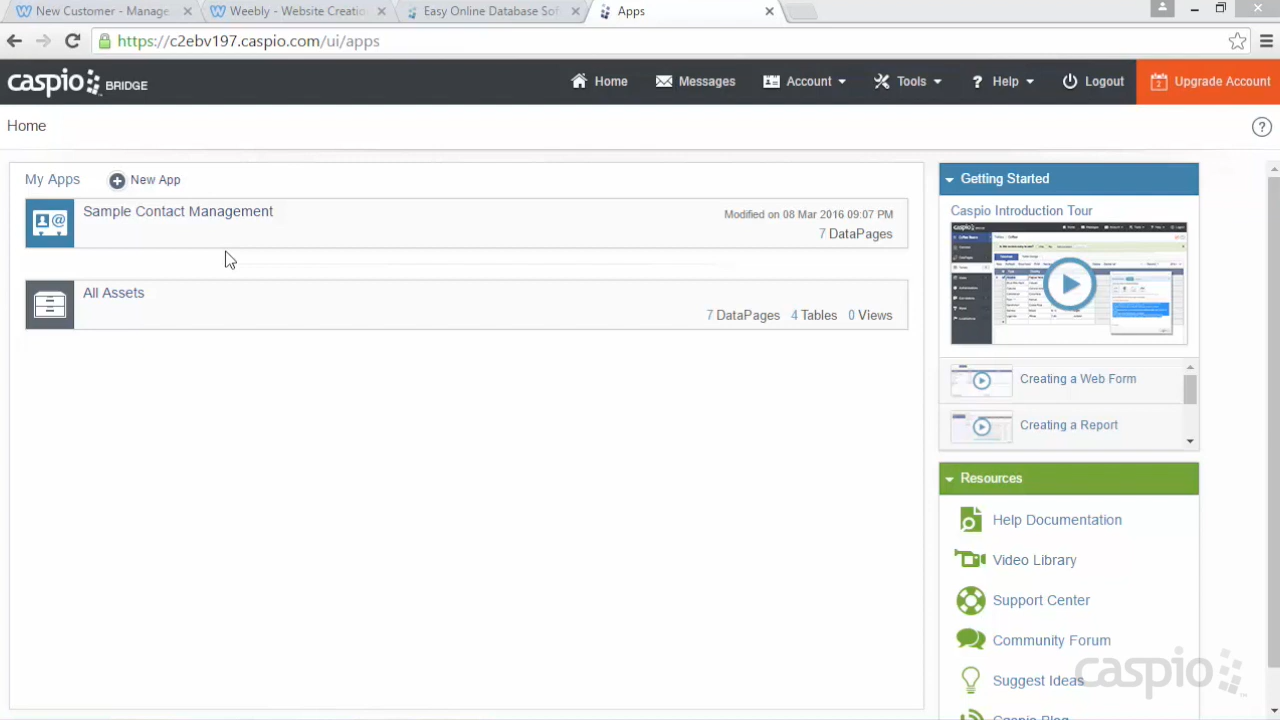 New Customer - Manage
Weebly - Website Creatio
Easy Online Database Sof
Apps
https://c2ebv197.caspio.com/ui/apps
caspio BRIDGE
Home
Messages
Account
Tools
? Help
Logout
Upgrade Account
Home
?
My Apps
New App
Sample Contact Management
Modified on 08 Mar 2016 09:07 PM
7 DataPages
All Assets
7 DataPages 4 Tables 0 Views
Getting Started
Caspio Introduction Tour
Creating a Web Form
Creating a Report
Resources
Help Documentation
Video Library
Support Center
Community Forum
Suggest Ideas
Caspio Blog
caspio